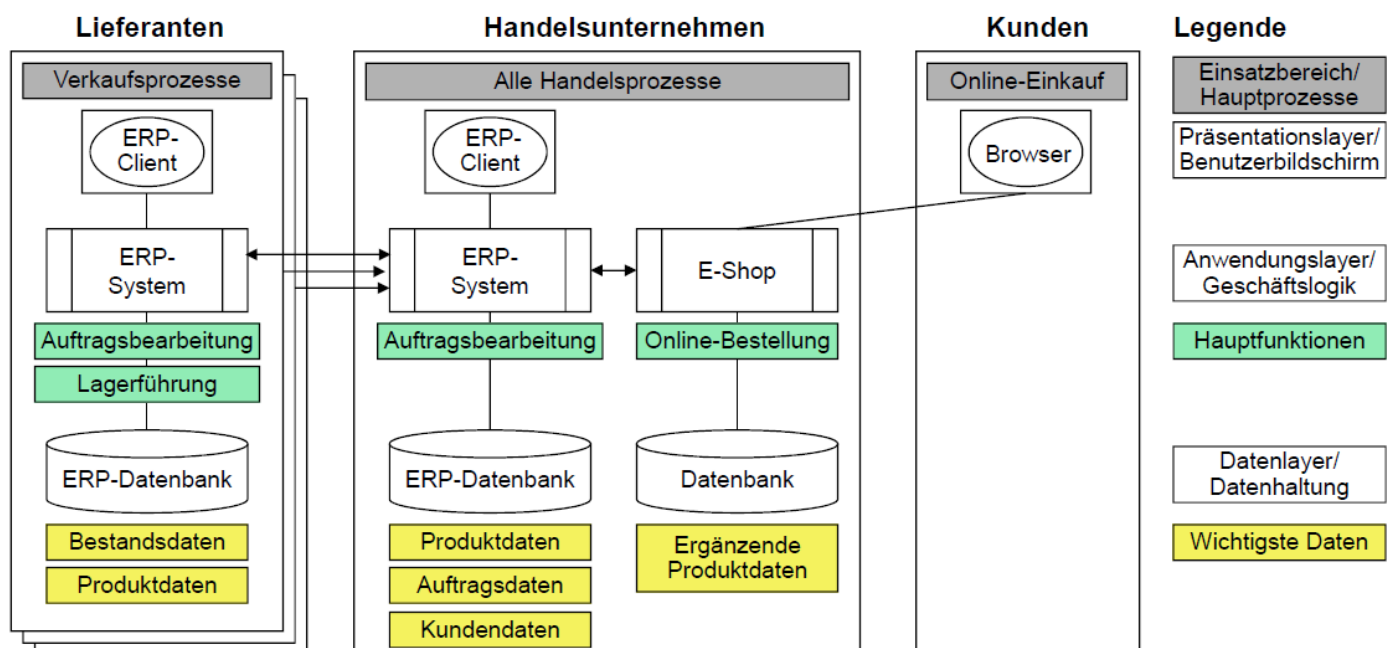 Lieferanten
Verkaufsprozesse
ERP-
Client
ERP-
System
Auftragsbearbeitung
Lagerführung
ERP-Datenbank
Bestandsdaten
Produktdaten
Handelsunternehmen
Alle Handelsprozesse
ERP-
Client
ERP-
System
Auftragsbearbeitung
ERP-Datenbank
Produktdaten
Auftragsdaten
Kundendaten
E-Shop
Online-Bestellung
Datenbank
Ergänzende
Produktdaten
Kunden
Online-Einkauf
Browser
Legende
Einsatzbereich/
Hauptprozesse
Präsentationslayer/
Benutzerbildschirm
Anwendungslayer/
Geschäftslogik
Hauptfunktionen
Datenlayer/
Datenhaltung
Wichtigste Daten